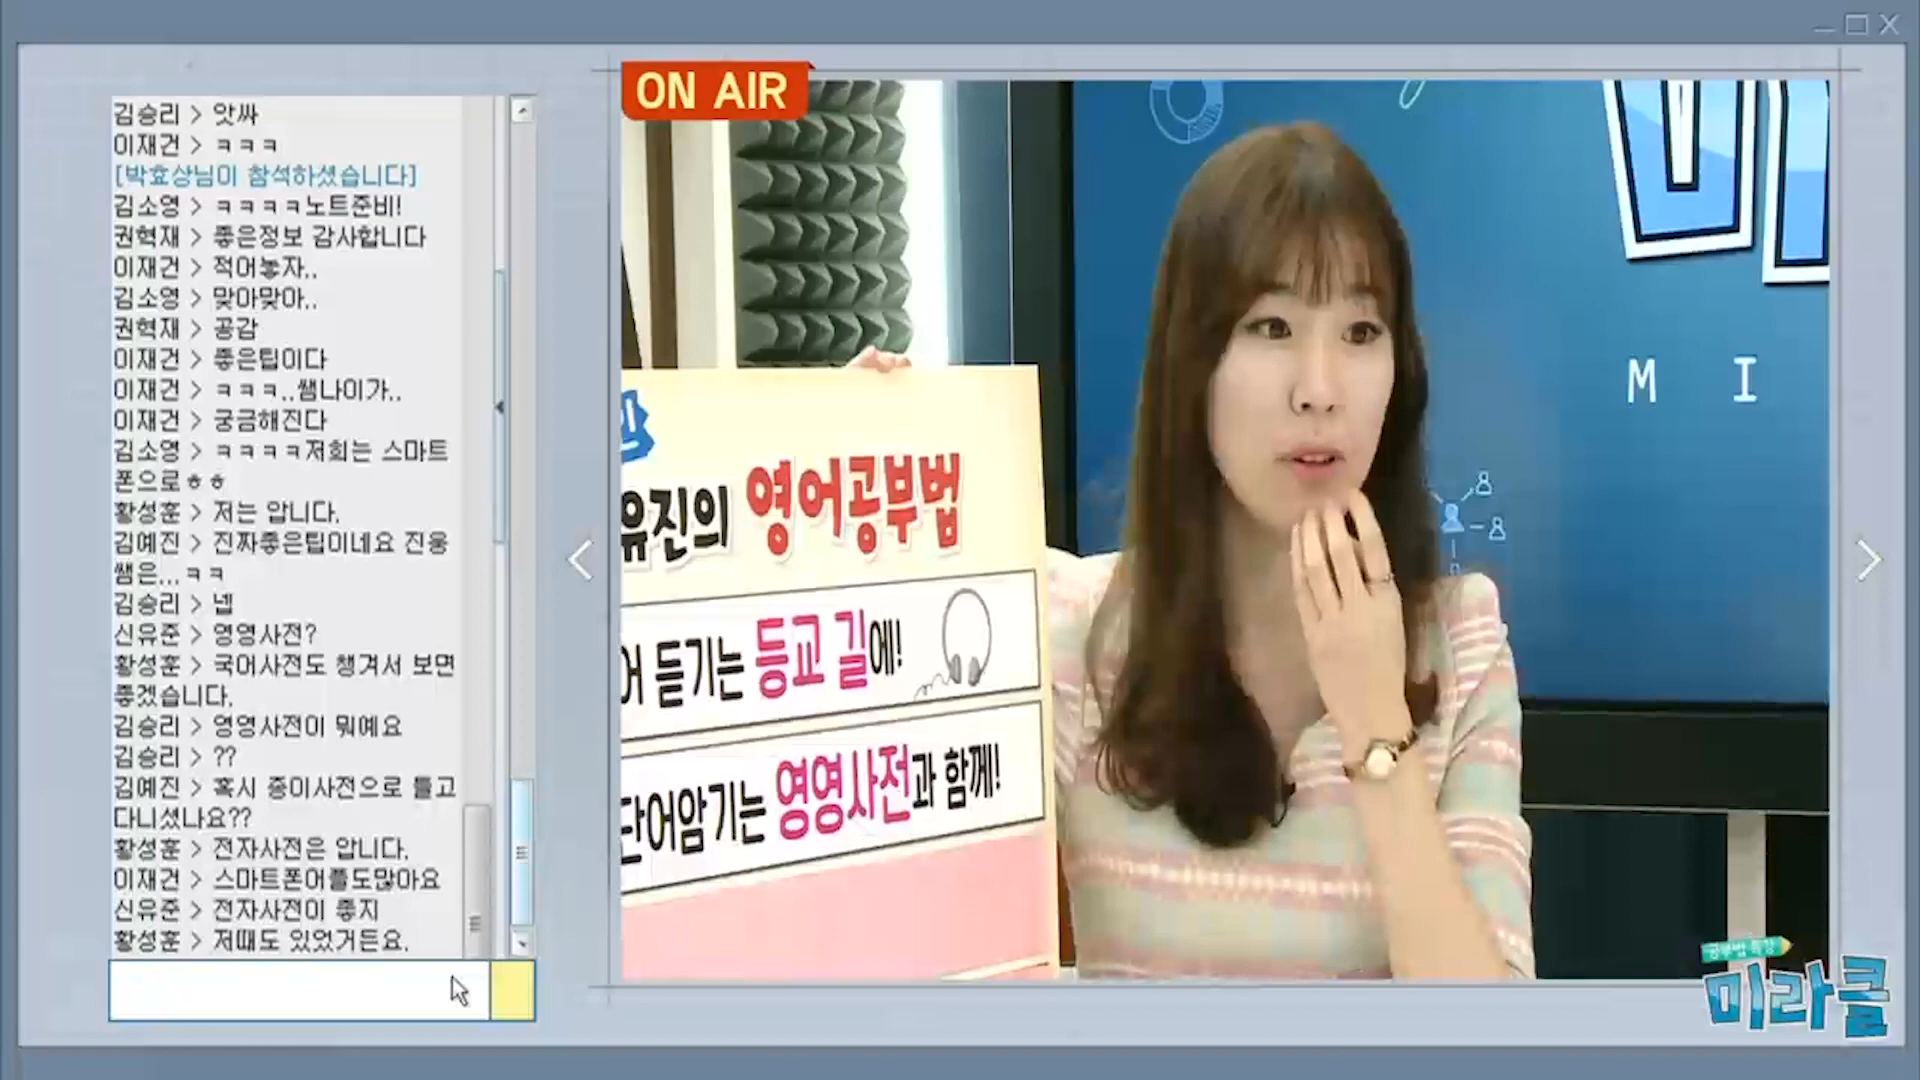 ON AIR
김승리 > 앗싸
이재건 > ㅋㅋㅋ
[박효상님이 참석하셨습니다]
김소영 > ㅋㅋㅋㅋ노트준비!
권혁재 > 좋은정보 감사합니다
이재건 > 적어놓자..
김소영 > 맞아맞아..
권혁재 > 공감
이재건 > 좋은팁이다
이재건 > ㅋㅋㅋ..쌤나이가..
이재건 > 궁금해진다
김소영 > ㅋㅋㅋㅋ저희는 스마트
폰으로ㅎㅎ
황성훈 > 저는 압니다.
김예진 > 진짜좋은팁이네요 진웅
쌤은...ㅋㅋ
김승리 > 넵
신유준 > 영영사전?
황성훈 > 국어사전도 챙겨서 보면
좋겠습니다.
김승리 > 영영사전이 뭐예요
김승리 > ??
김예진 > 혹시 종이사전으로 들고
다니셨나요??
황성훈 > 전자사전은 압니다.
이재건 > 스마트폰어플도많아요
신유준 > 전자사전이 좋지
황성훈 > 저때도 있었거든요.
유진의 영어공부법
어 듣기는 등교 길에!
단어암기는 영영사전과 함께!
M I
공부법 특강
미라클